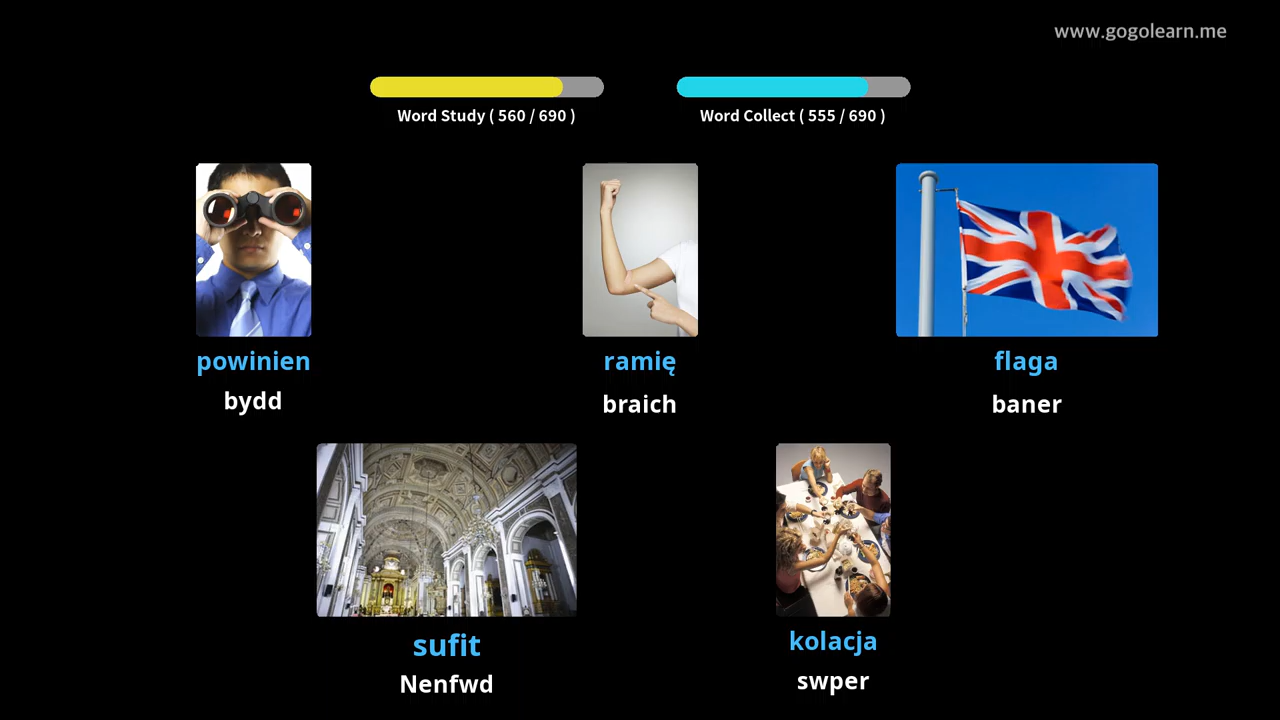 www.gogolearn.me
Word Study ( 560 / 690 )
Word Collect ( 555 / 690 )
powinien
bydd
ramię
braich
flaga
baner
sufit
Nenfwd
kolacja
swper